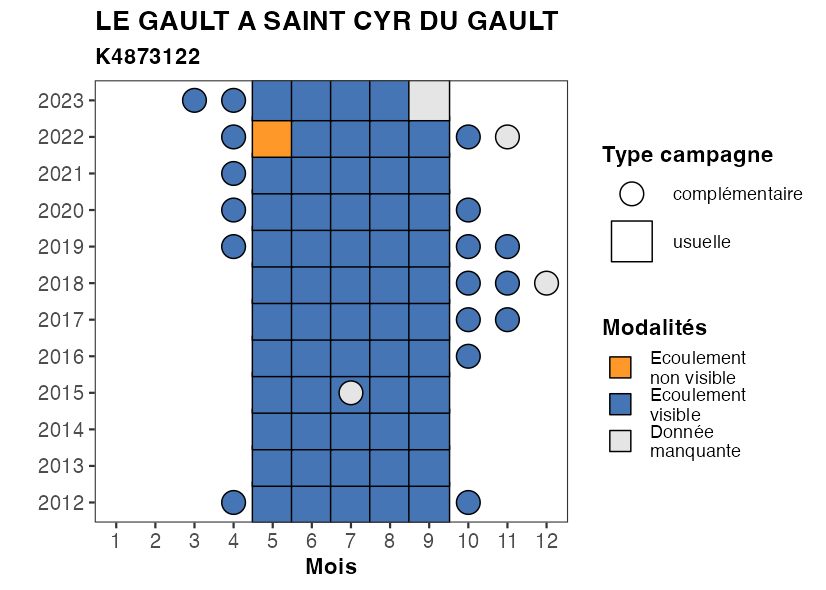 LE GAULT A SAINT CYR DU GAULT
K4873122
2023
2022
2021
2020
2019
2018
2017
2016
2015
2014
2013
2012
1 2 3 4 5 6 7 8 9 10 11 12
Mois
Type campagne
complémentaire
usuelle
Modalités
Ecoulement
non visible
Ecoulement
visible
Donnée
manquante